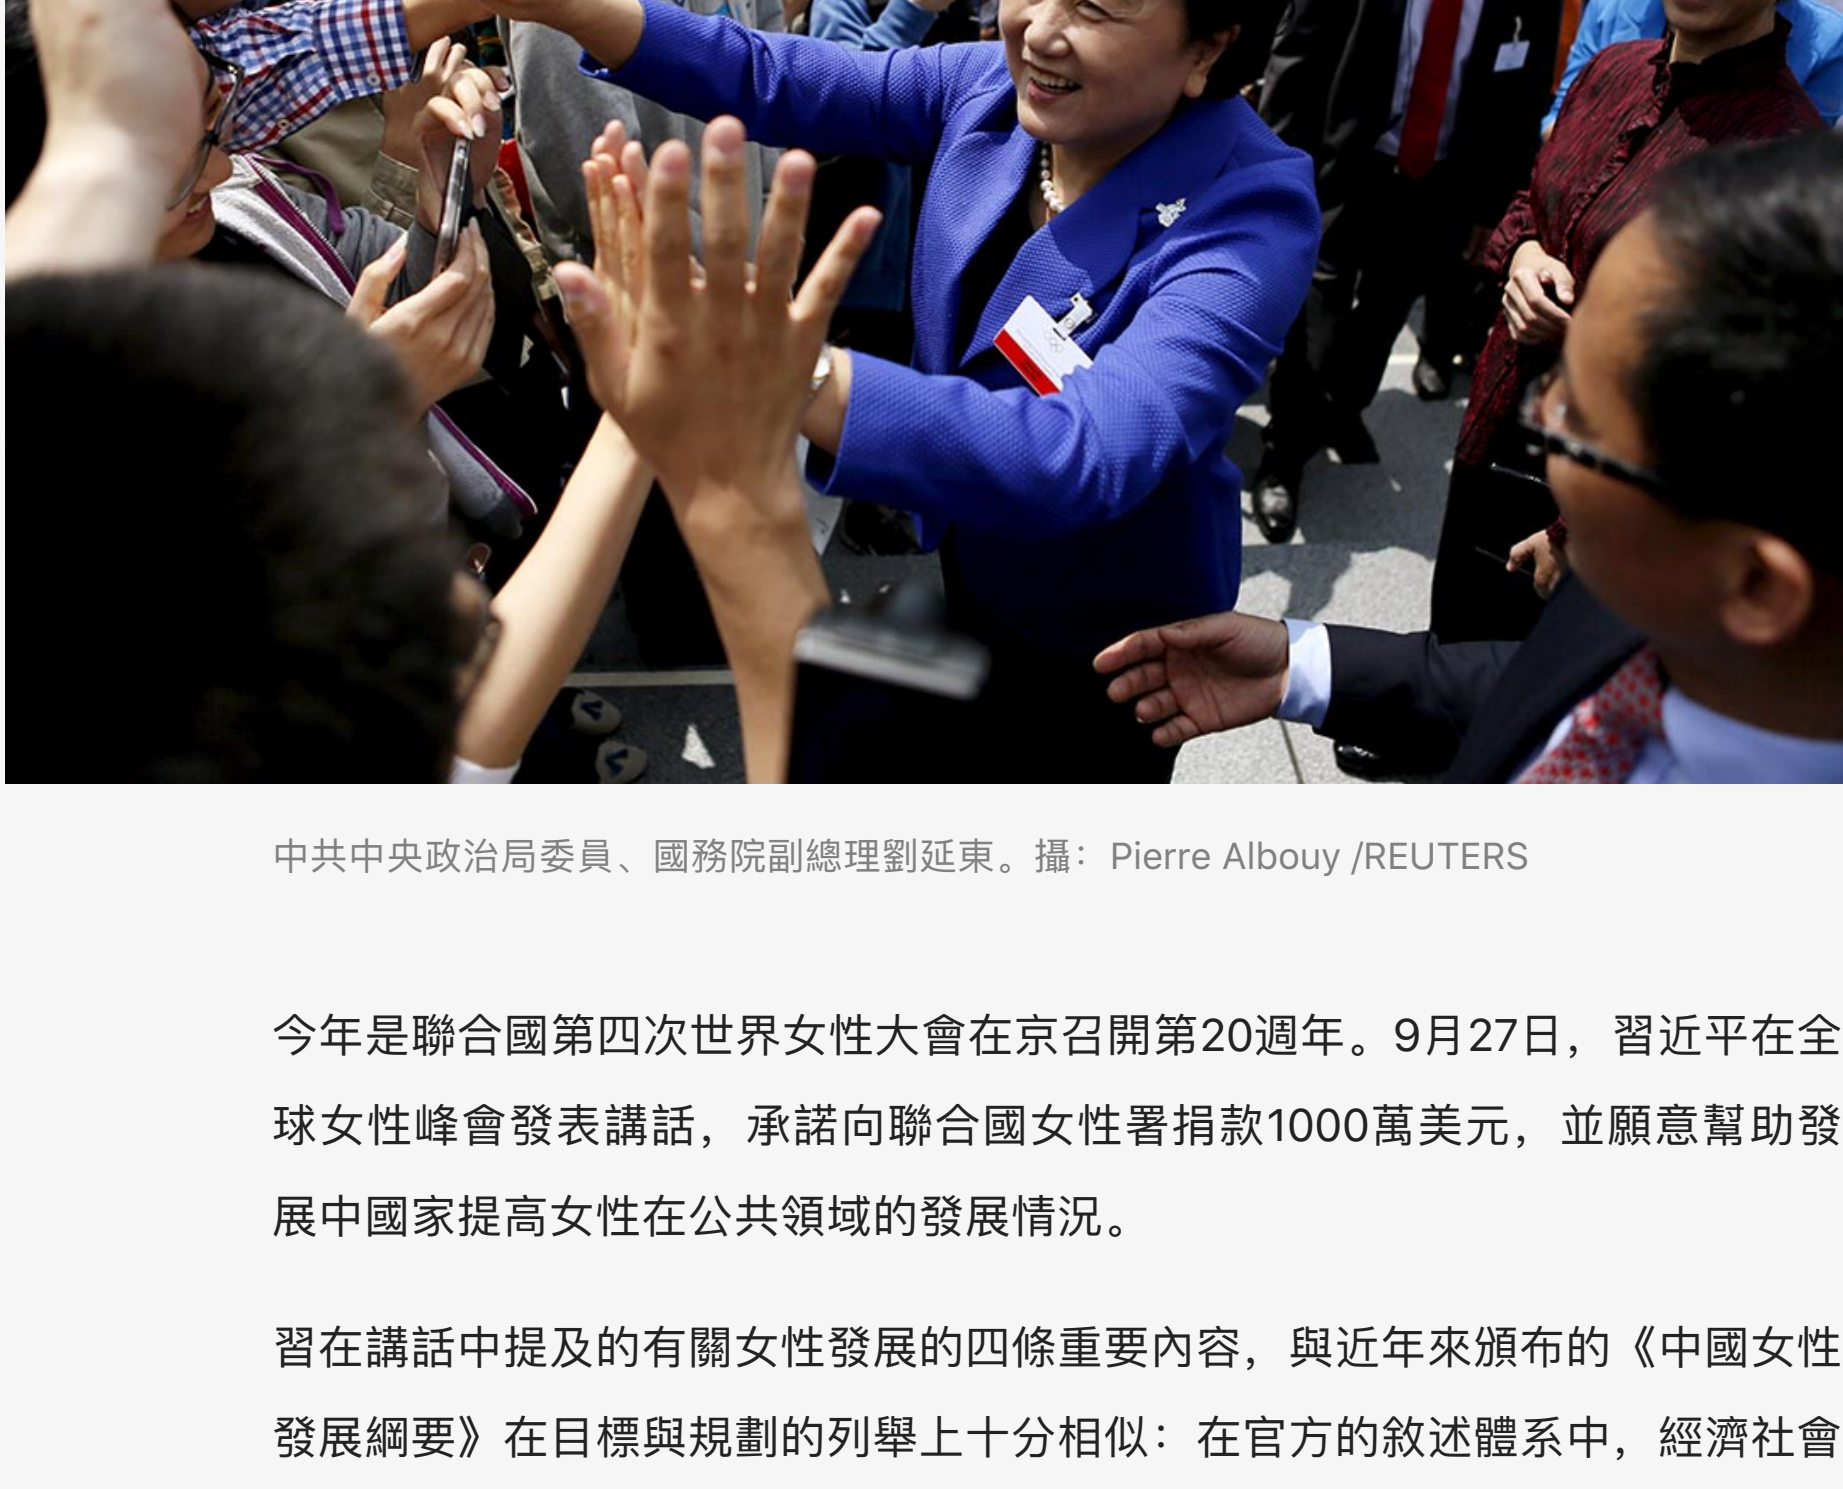 中共中央政治局委員、國務院副總理劉延東。攝：Pierre Albouy /REUTERS
今年是聯合國第四次世界女性大會在京召開第20週年。9月27日，習近平在全
球女性峰會發表講話，承諾向聯合國女性署捐款1000萬美元，並願意幫助發
展中國家提高女性在公共領域的發展情況。
習在講話中提及的有關女性發展的四條重要內容，與近年來頒布的《中國女性
發展綱要》在目標與規劃的列舉上十分相似：在官方的敘述體系中，經濟社會